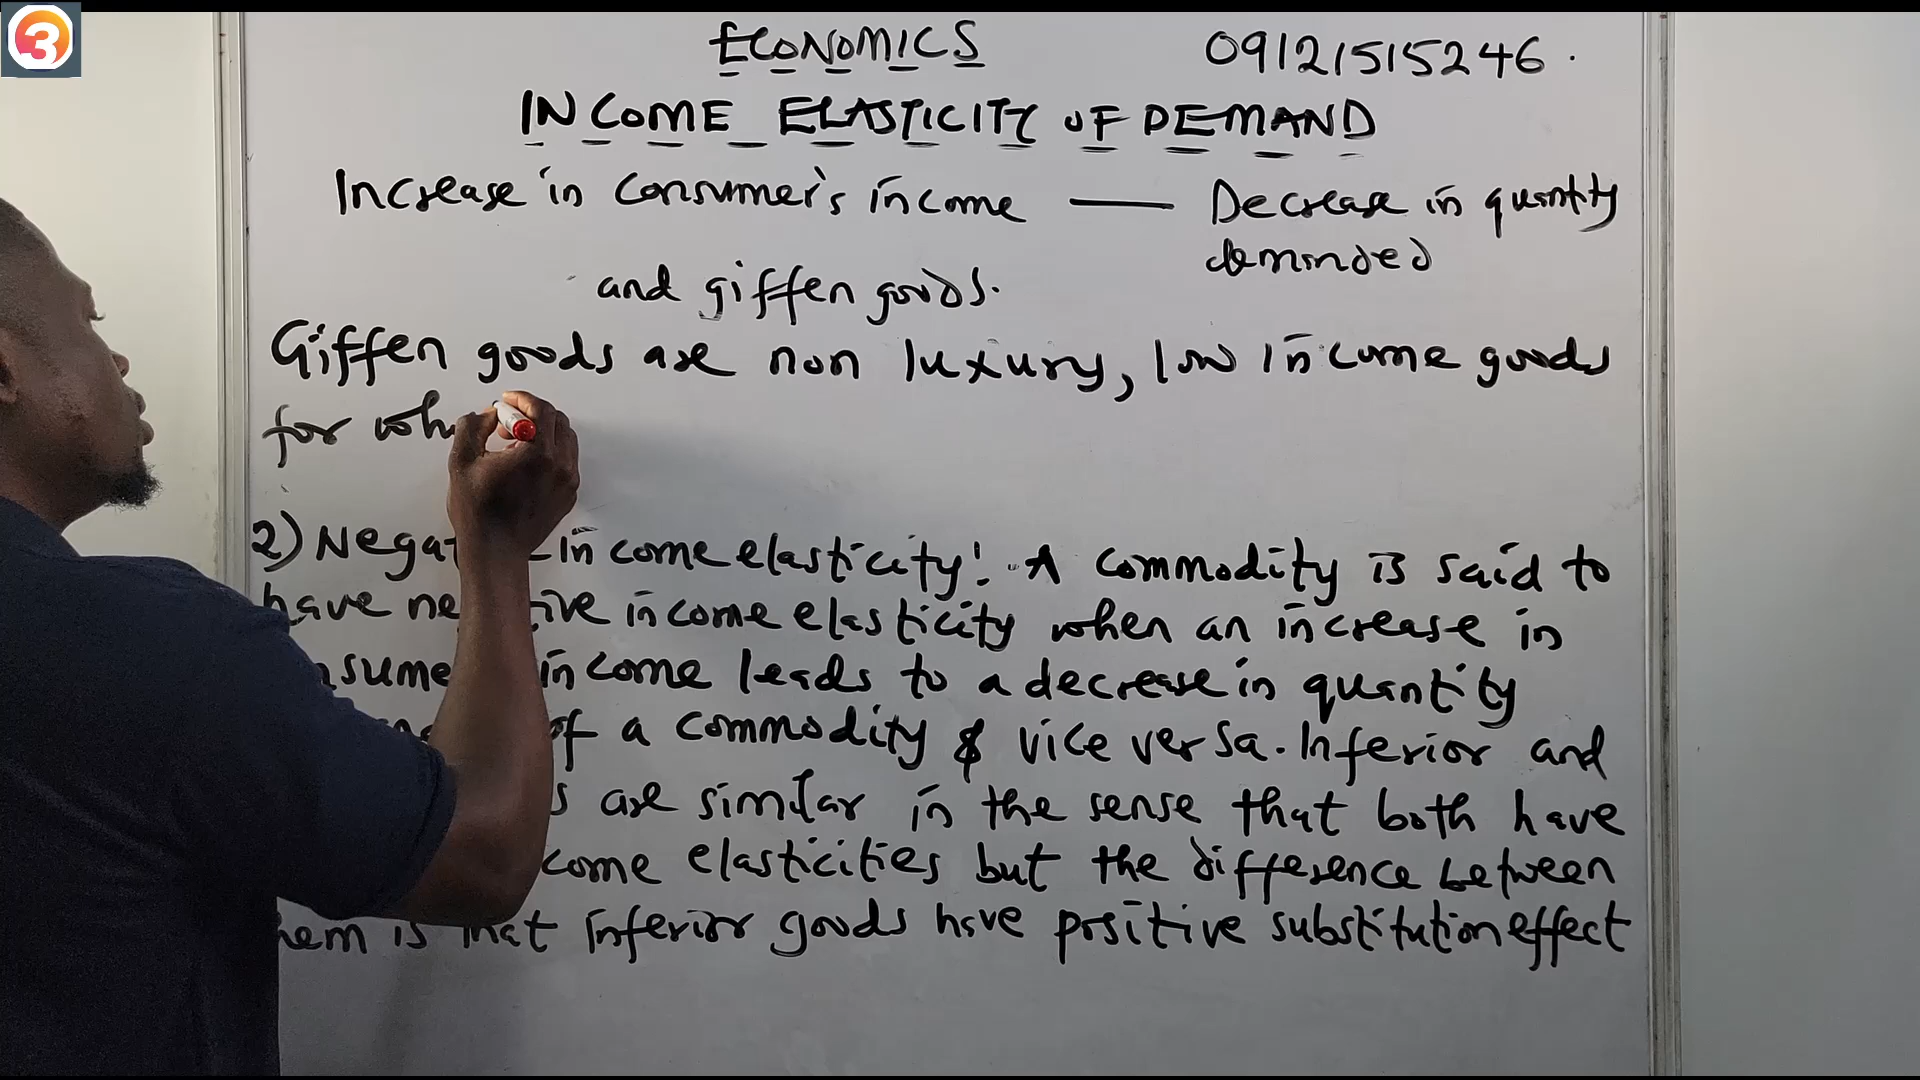 3
ECONOMICS 09121515246.
INCOME ELASTICITY OF DEMAND
Increase in consumer's income — Decrease in quantity
demanded
and giffen goods.
Giffen goods are non luxury, low income goods
for wh
2) Negat in come elasticity: A commodity is said to
have ne ive income elasticity when an increase in
sume income leads to a decrease in quantity
of a commodity & vice versa. Inferior and
s are similar in the sense that both have
come elasticities but the difference between
hem is that inferior goods have positive substitution effect